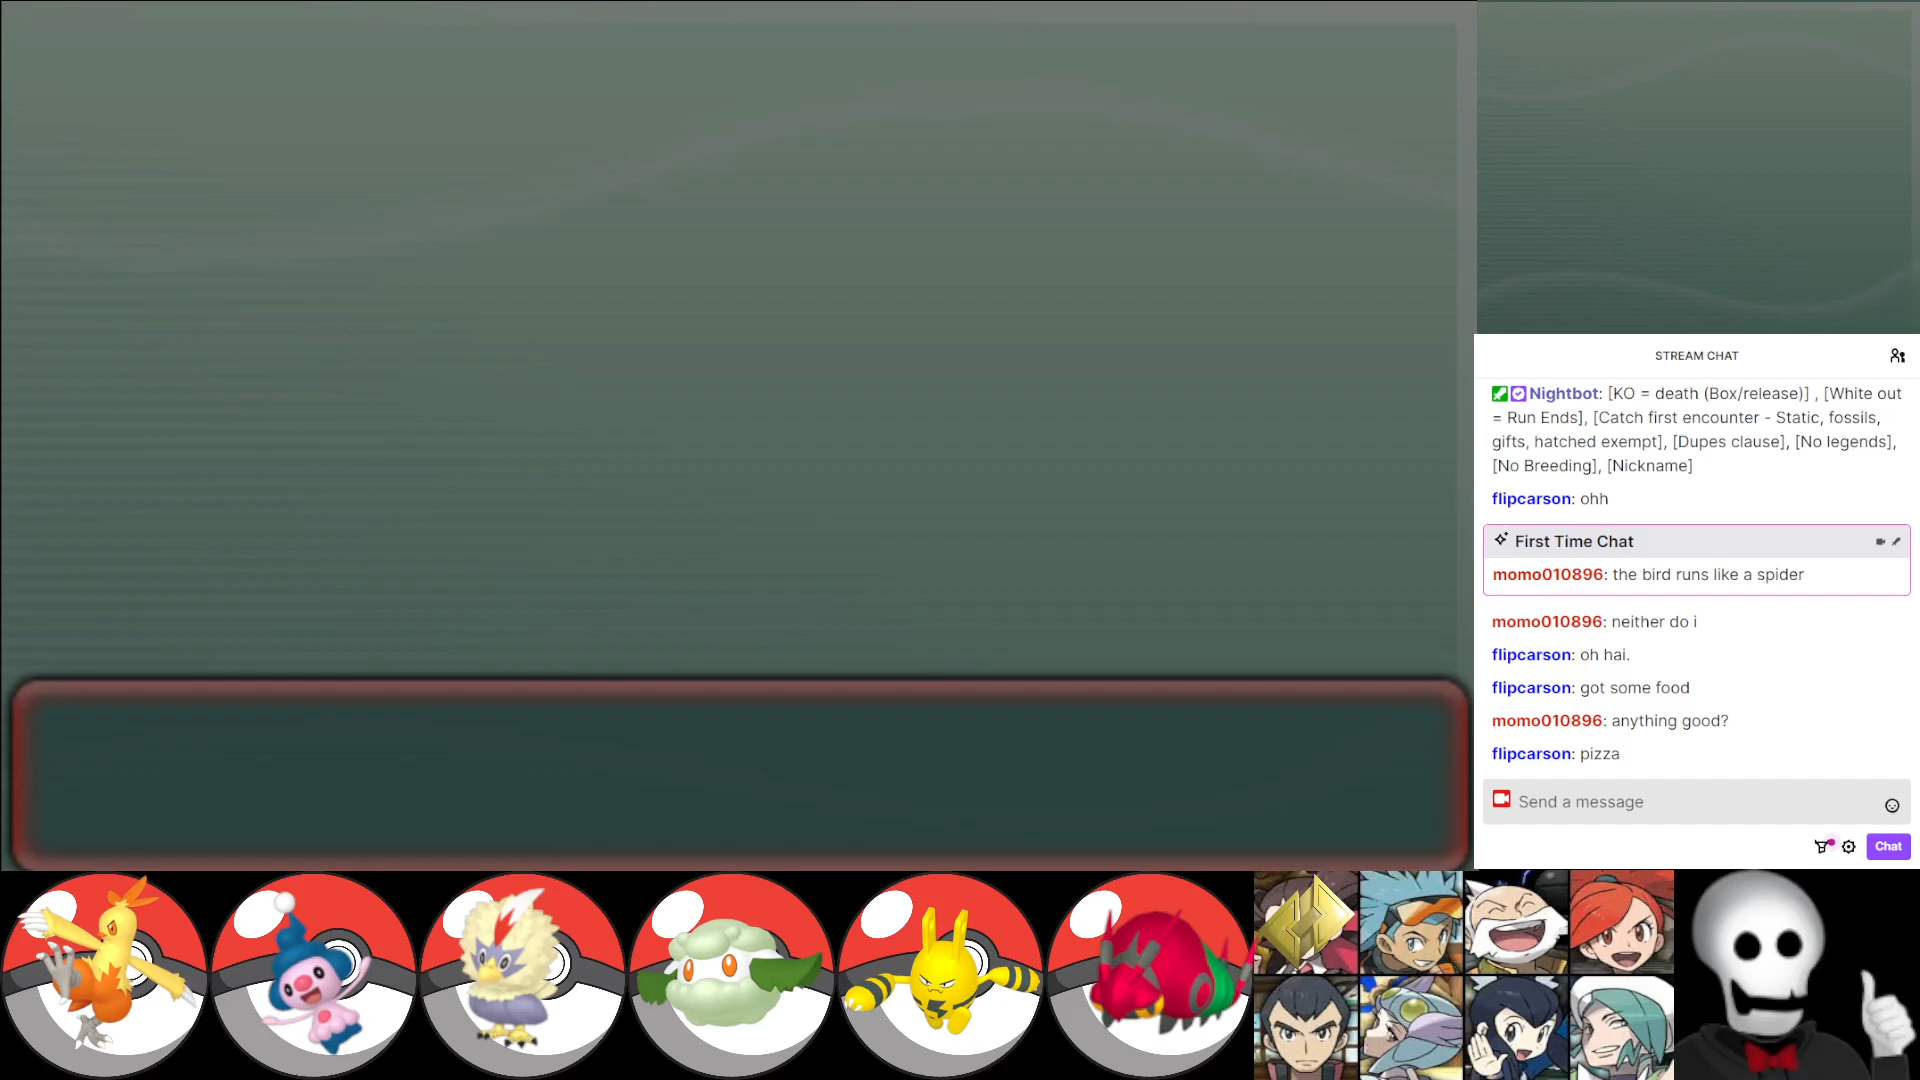 STREAM CHAT
Nightbot: [KO = death (Box/release)] , [White out
= Run Ends], [Catch first encounter - Static, fossils,
gifts, hatched exempt], [Dupes clause], [No legends],
[No Breeding], [Nickname]
flipcarson: ohh
First Time Chat
momo010896: the bird runs like a spider
momo010896: neither do i
flipcarson: oh hai.
flipcarson: got some food
momo010896: anything good?
flipcarson: pizza
Send a message
Chat